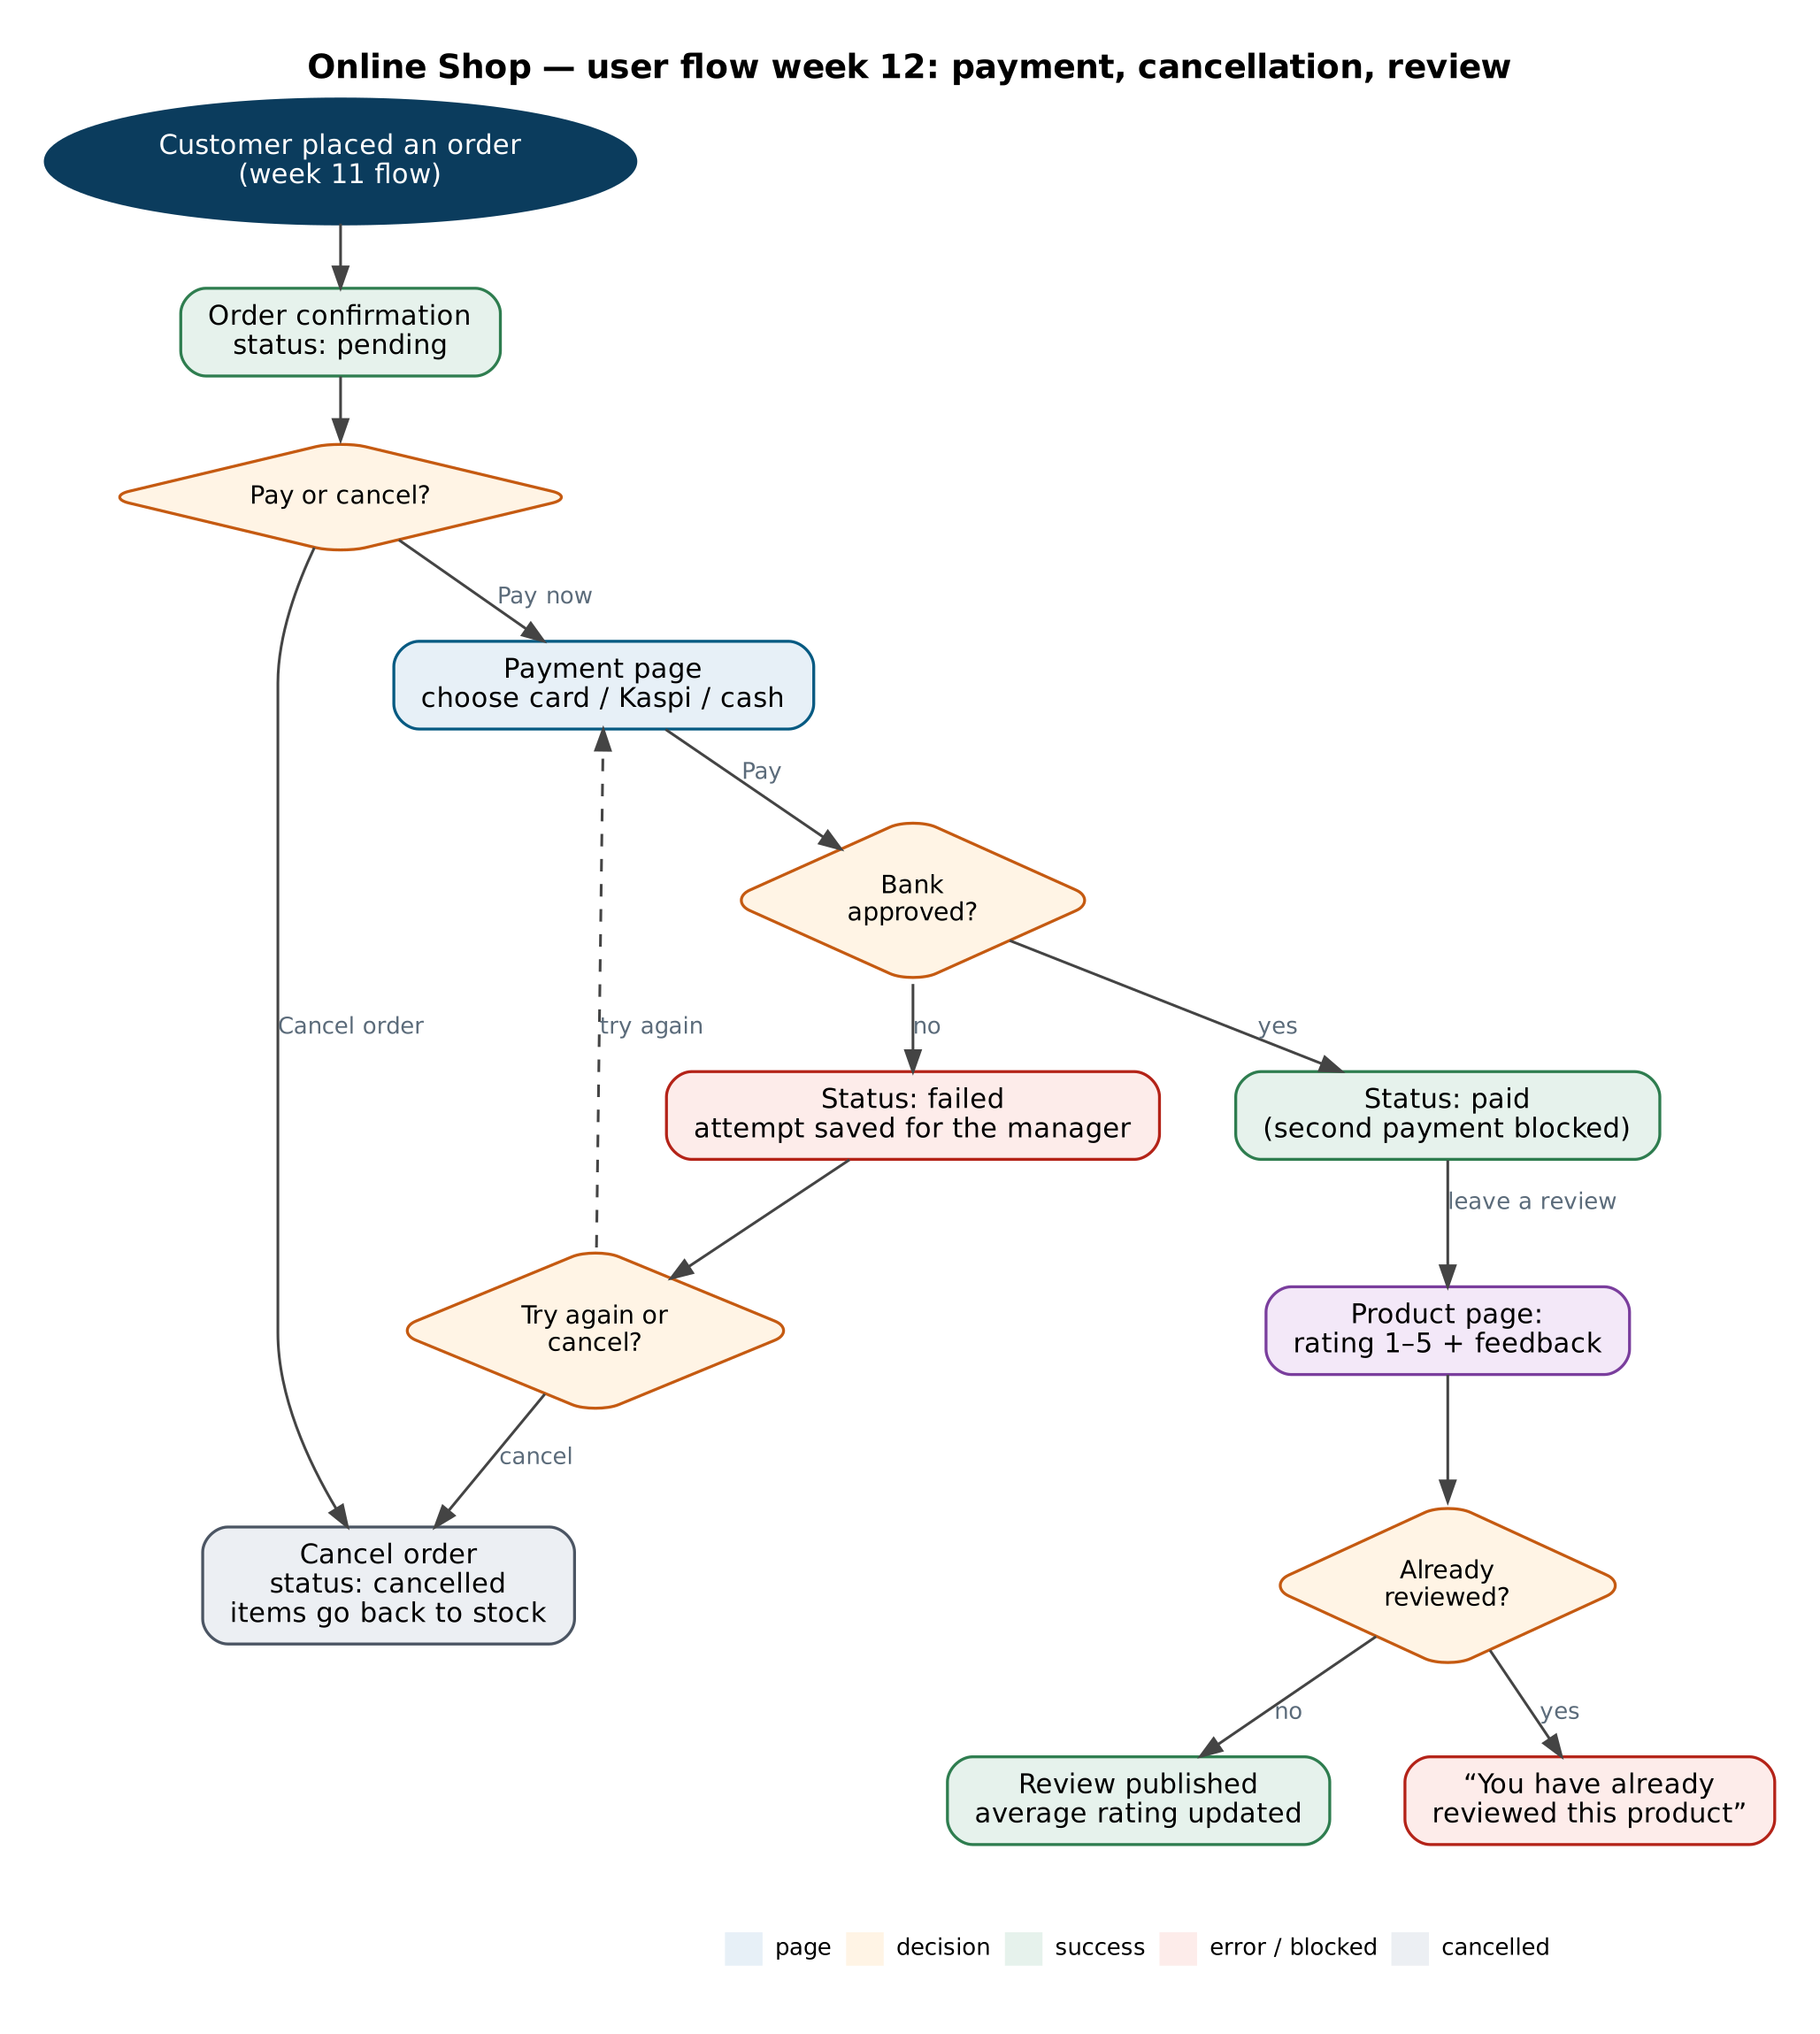 Online Shop — user flow week 12: payment, cancellation, review
Customer placed an order
(week 11 flow)
Order confirmation
status: pending
Pay or cancel?
Pay now
Payment page
choose card / Kaspi / cash
Pay
Bank
approved?
Cancel order
try again
no
yes
Status: failed
attempt saved for the manager
Status: paid
(second payment blocked)
leave a review
Try again or
cancel?
Product page:
rating 1–5 + feedback
cancel
Cancel order
status: cancelled
items go back to stock
Already
reviewed?
no
yes
Review published
average rating updated
“You have already
reviewed this product”
page
decision
success
error / blocked
cancelled